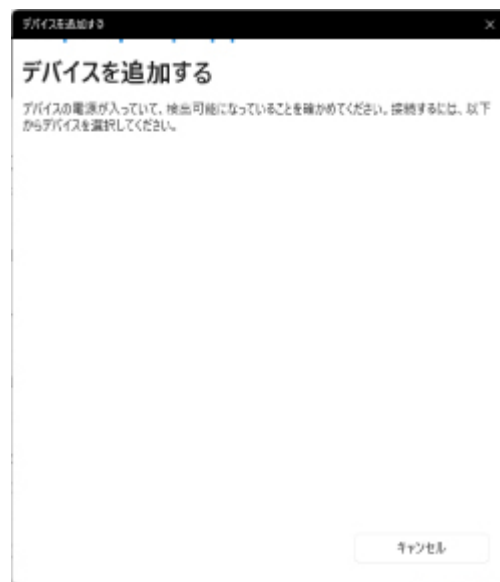 デバイスを追加する
デバイスを追加する
デバイスの電源が入っていて、検出可能になっていることを確かめてください。接続するには、以下
からデバイスを選択してください。
キャンセル